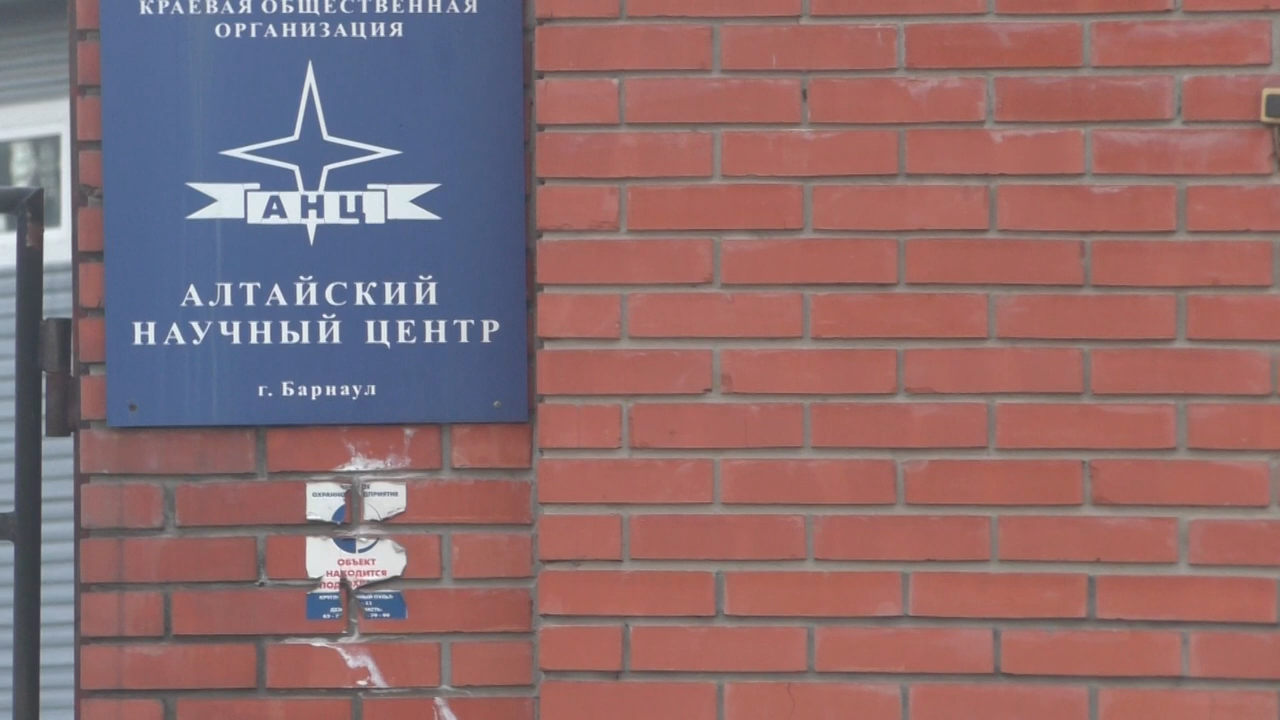 КРАЕВАЯ ОБЩЕСТВЕННАЯ
ОРГАНИЗАЦИЯ
АНЦ
АЛТАЙСКИЙ
НАУЧНЫЙ ЦЕНТР
г. Барнаул
ОБЪЕКТ
НАХОДИТСЯ